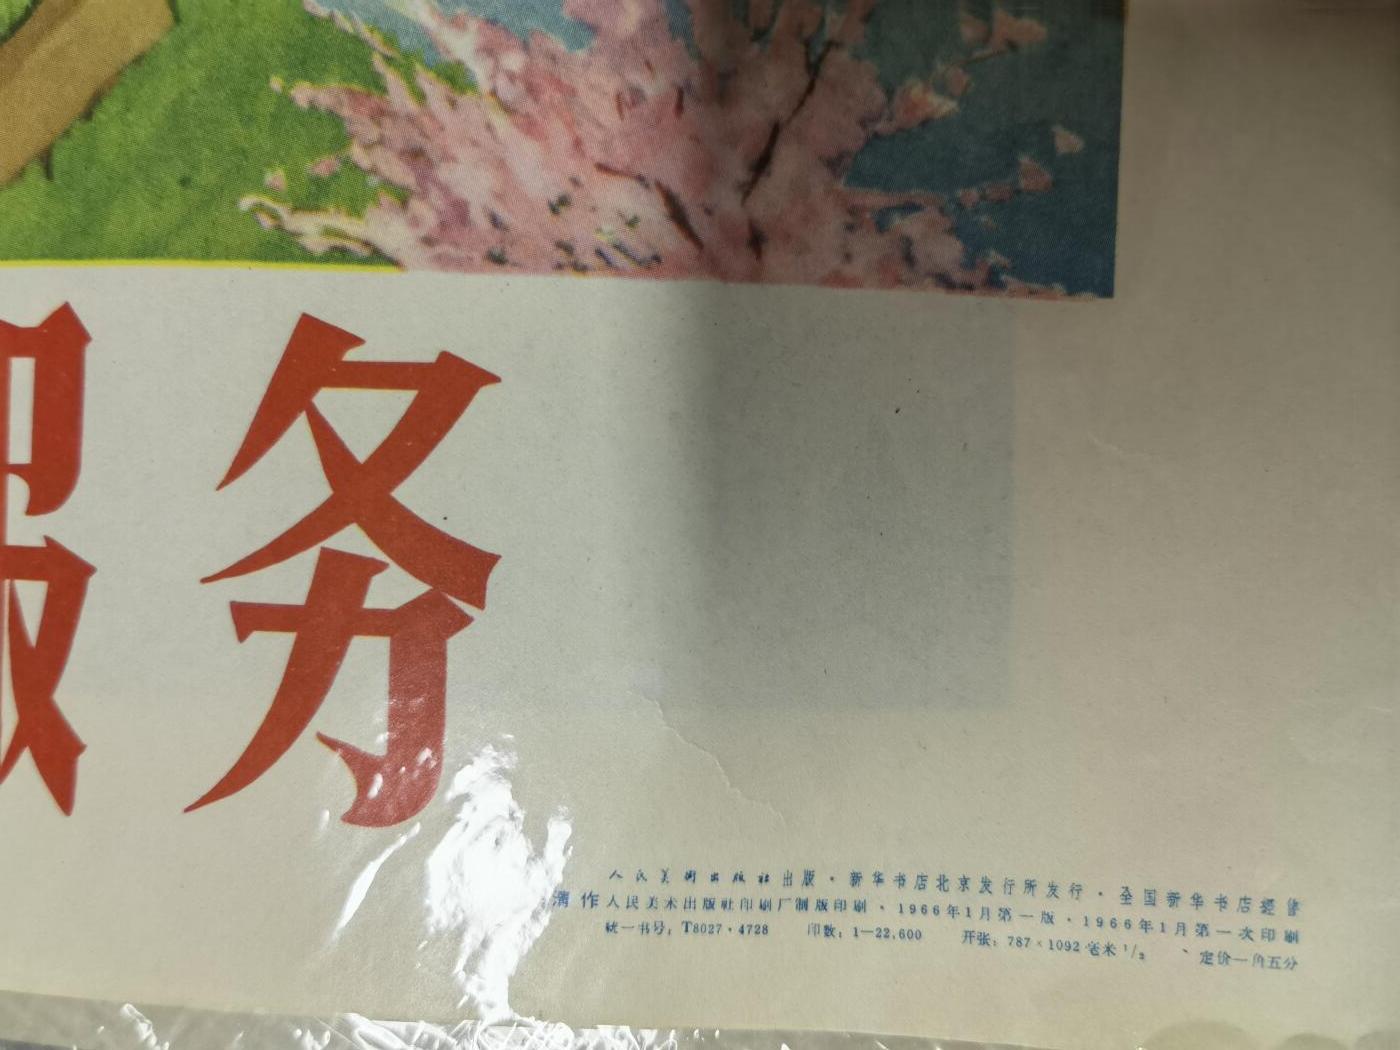 服务
人民美術出版社出版·新华书店北京发行所发行·全国新华书店經售
作 人民美术出版社印刷厂制版印刷·1966年1月第一版·1966年1月第一次印刷
统一书号：T8027·4728 印数：1—22,600 开张：787×1092毫米 1/2 定价一角五分